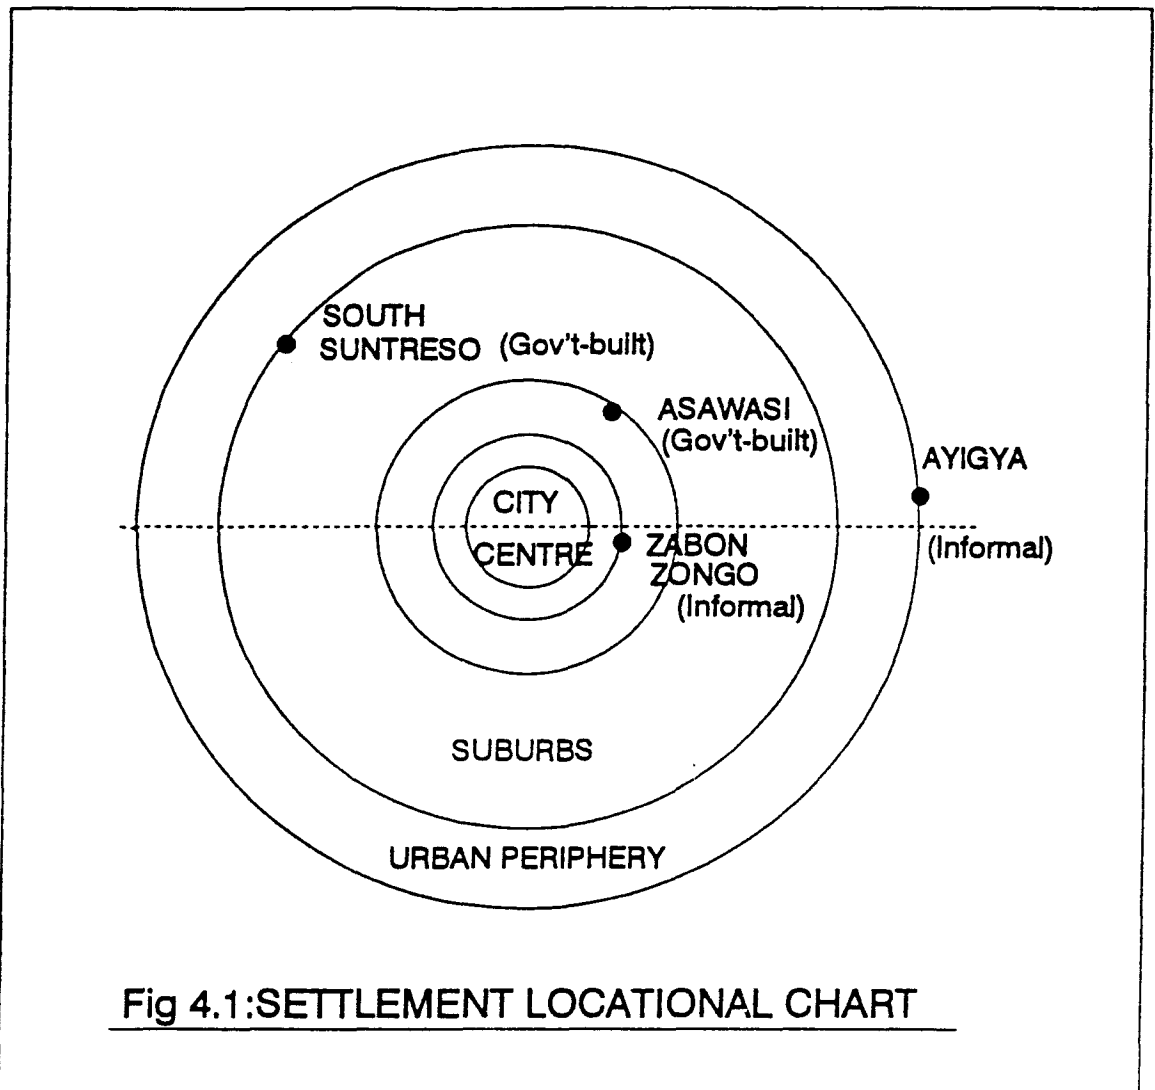 SOUTH
SUNTRESO (Gov't-built)
ASAWASI
(Gov't-built)
AYIGYA
(Informal)
CITY
CENTRE
ZABON
ZONGO
(Informal)
SUBURBS
URBAN PERIPHERY
Fig 4.1:SETTLEMENT LOCATIONAL CHART